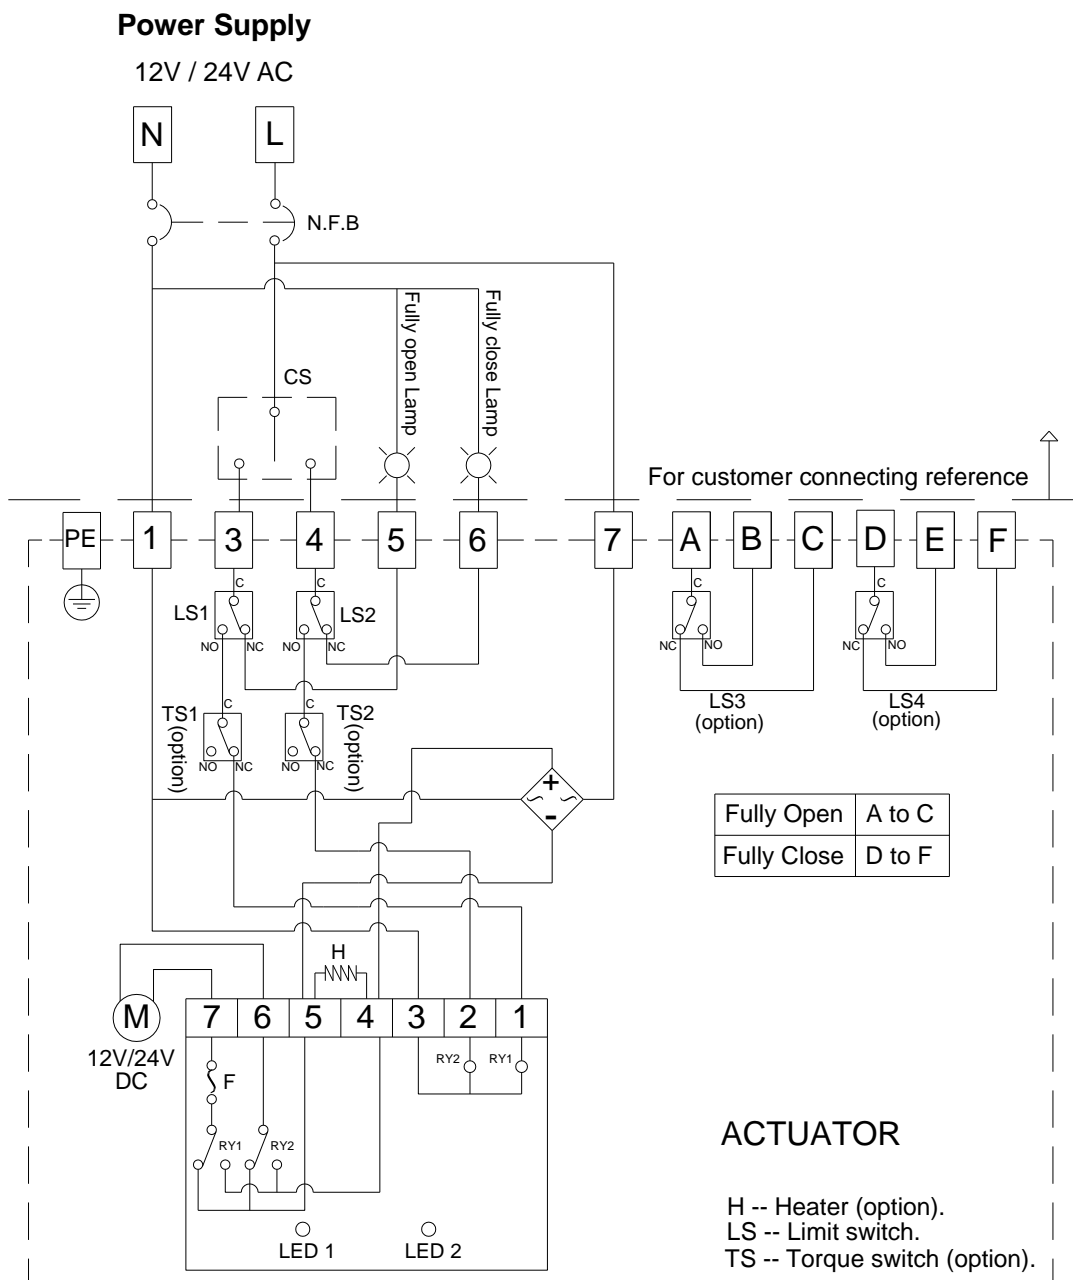 Power Supply
12V / 24V AC
N L
N.F.B
Fully open Lamp
Fully close Lamp
CS
For customer connecting reference
PE 1 3 4 5 6 7 A B C D E F
C C C C
LS1 LS2
NO NC NO NC NC NO NC NO
LS3
(option)
LS4
(option)
C C
TS1
(option)
TS2
(option)
NO NC NO NC
+
-
Fully Open A to C
Fully Close D to F
H
M
12V/24V
DC
7 6 5 4 3 2 1
RY2 RY1
F
RY1 RY2
LED 1 LED 2
ACTUATOR
H -- Heater (option).
LS -- Limit switch.
TS -- Torque switch (option).